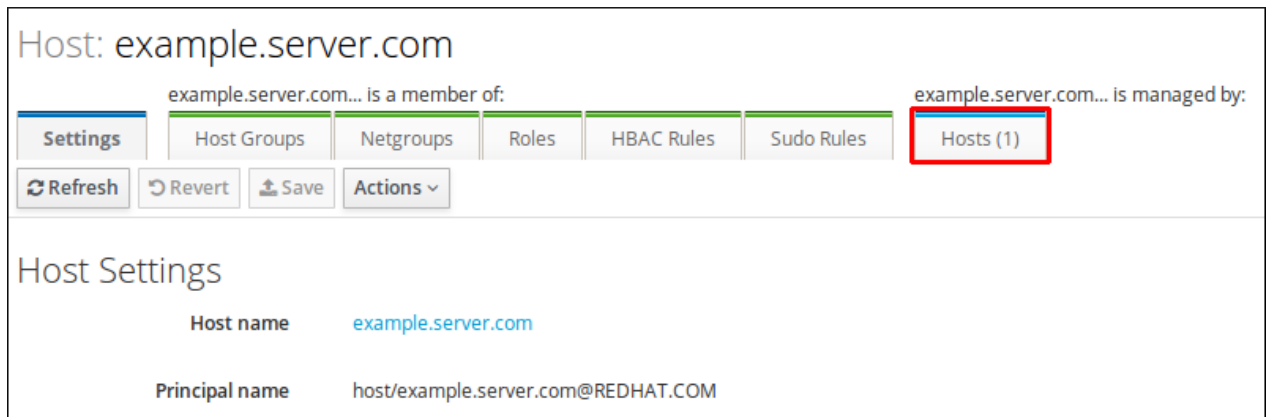 Host: example.server.com
example.server.com... is a member of: example.server.com... is managed by:
Settings Host Groups Netgroups Roles HBAC Rules Sudo Rules Hosts (1)
Refresh Revert Save Actions
Host Settings
Host name example.server.com
Principal name host/example.server.com@REDHAT.COM